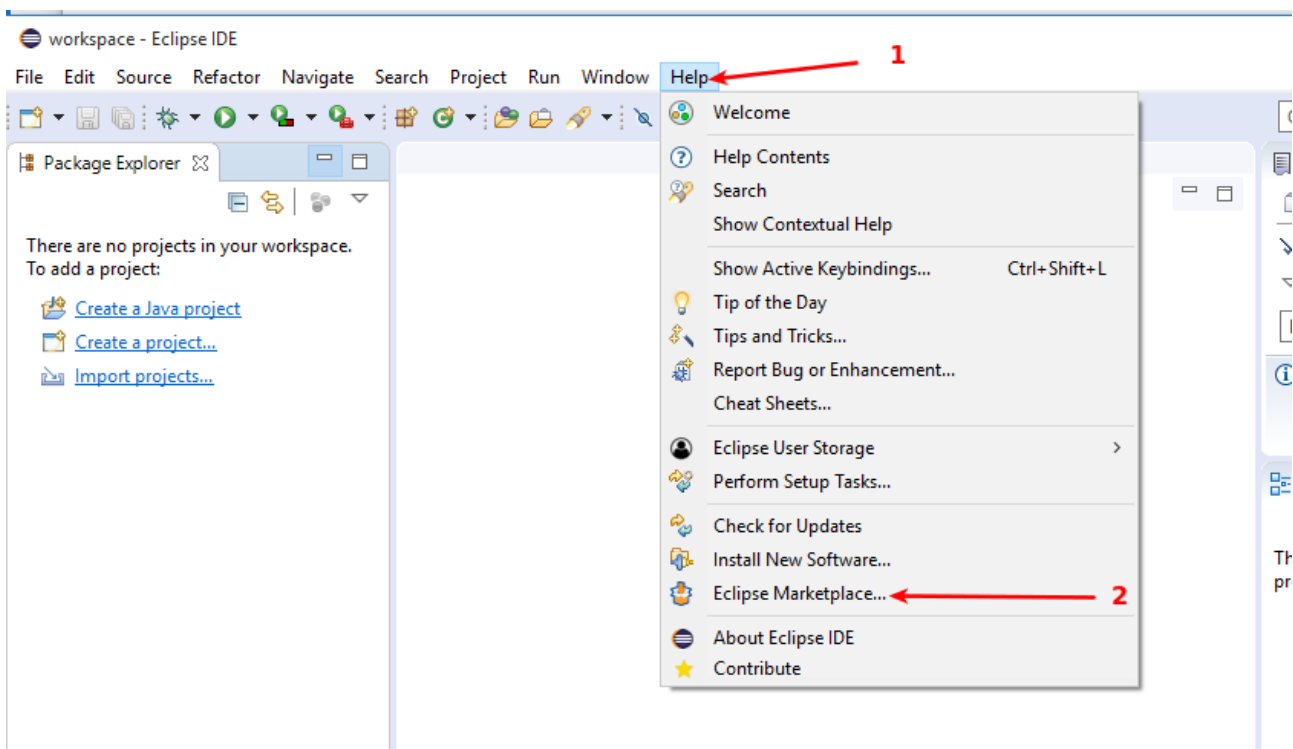 workspace - Eclipse IDE
1
File Edit Source Refactor Navigate Search Project Run Window Help
Welcome
Package Explorer
Help Contents
Search
Show Contextual Help
There are no projects in your workspace.
To add a project:
Create a Java project
Create a project...
Import projects...
Show Active Keybindings... Ctrl+Shift+L
Tip of the Day
Tips and Tricks...
Report Bug or Enhancement...
Cheat Sheets...
Eclipse User Storage
Perform Setup Tasks...
Check for Updates
Install New Software...
Eclipse Marketplace... 2
About Eclipse IDE
Contribute